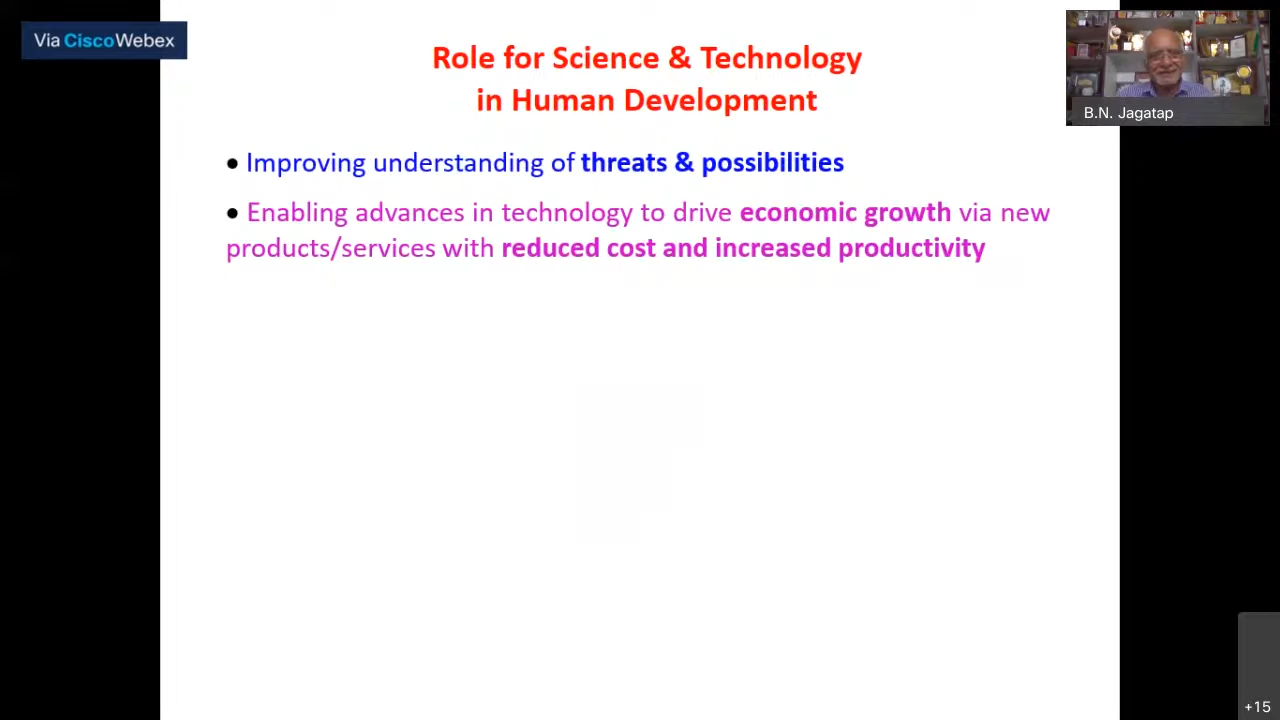 Via CiscoWebex
Role for Science & Technology
in Human Development
B.N. Jagatap
• Improving understanding of threats & possibilities
• Enabling advances in technology to drive economic growth via new
products/services with reduced cost and increased productivity
+15